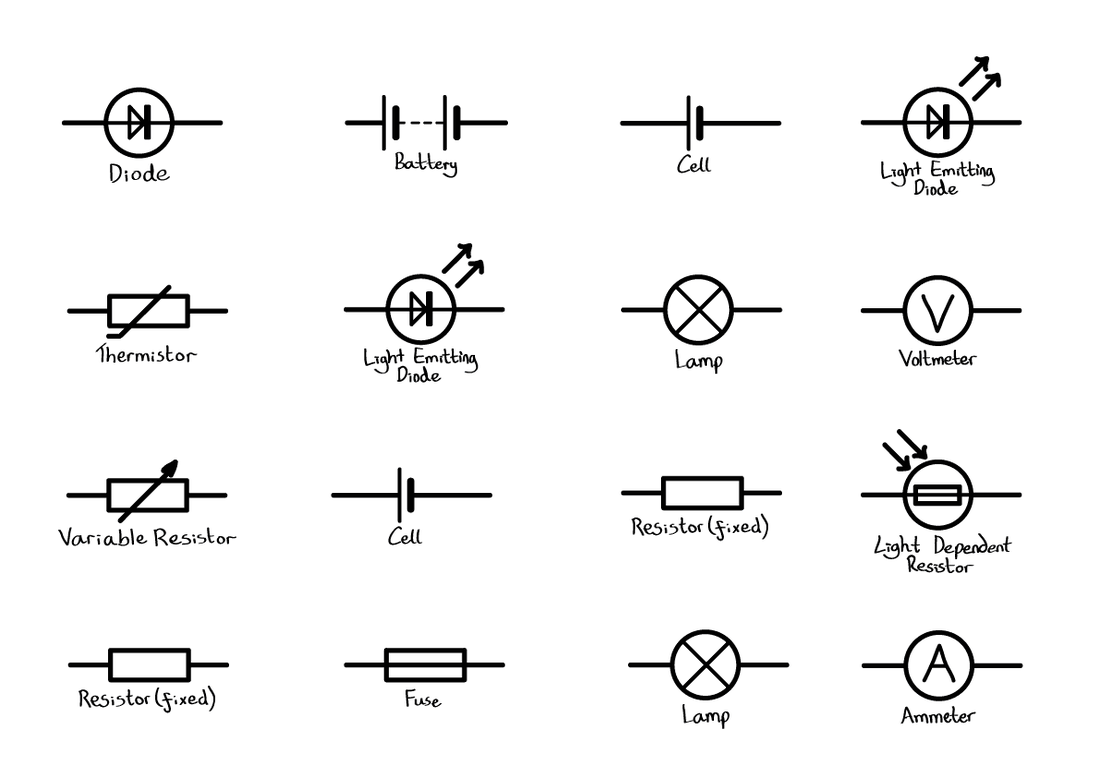 Diode
Battery
Cell
Light Emitting
Diode
Thermistor
Light Emitting
Diode
Lamp
V
Voltmeter
Variable Resistor
Cell
Resistor (fixed)
Light Dependent
Resistor
Resistor (fixed)
Fuse
Lamp
A
Ammeter